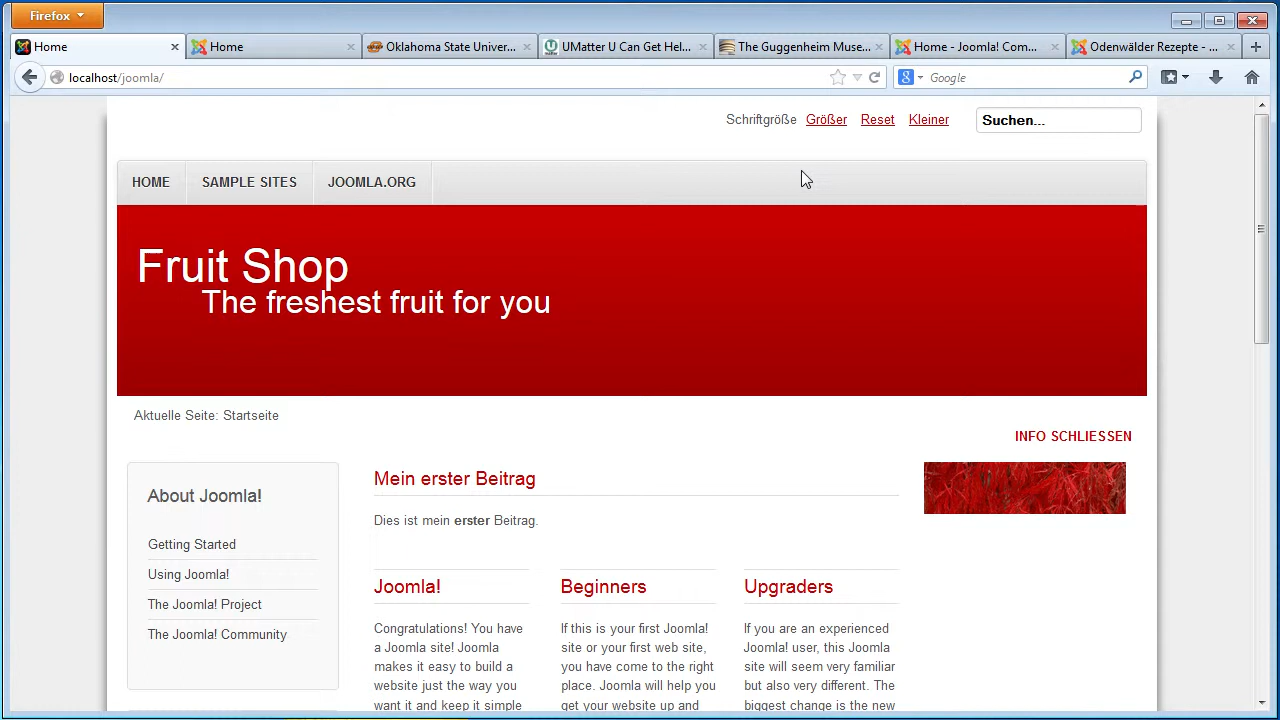 Firefox
Home
Home
Oklahoma State Univer...
UMatter U Can Get Hel...
The Guggenheim Muse...
Home - Joomla! Com...
Odenwälder Rezepte - ...
localhost/joomla/
Google
Schriftgröße Größer Reset Kleiner
Suchen...
HOME SAMPLE SITES JOOMLA.ORG
Fruit Shop
The freshest fruit for you
Aktuelle Seite: Startseite
INFO SCHLIESSEN
About Joomla!
Getting Started
Using Joomla!
The Joomla! Project
The Joomla! Community
Mein erster Beitrag
Dies ist mein erster Beitrag.
Joomla!
Congratulations! You have
a Joomla site! Joomla
makes it easy to build a
website just the way you
want it and keep it simple
Beginners
If this is your first Joomla!
site or your first web site,
you have come to the right
place. Joomla will help you
get your website up and
Upgraders
If you are an experienced
Joomla! user, this Joomla
site will seem very familiar
but also very different. The
biggest change is the new